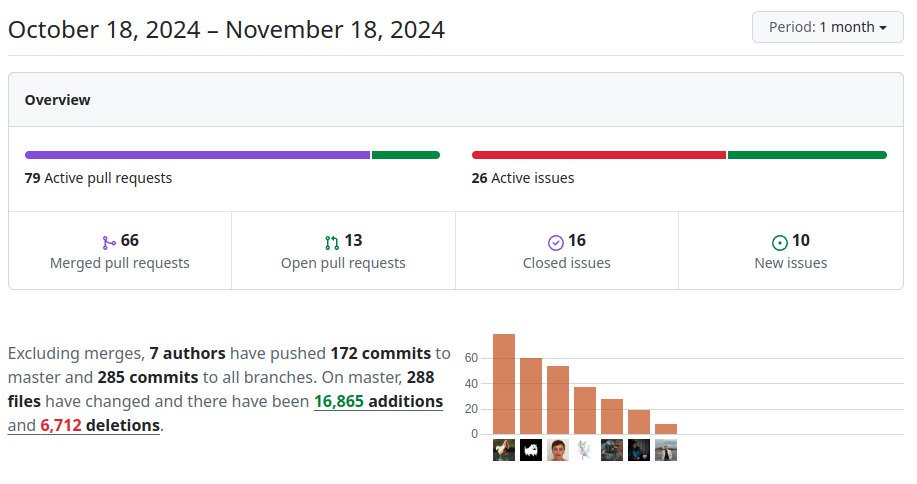 October 18, 2024 – November 18, 2024
Period: 1 month
Overview
79 Active pull requests
26 Active issues
66
Merged pull requests
13
Open pull requests
16
Closed issues
10
New issues
Excluding merges, 7 authors have pushed 172 commits to
master and 285 commits to all branches. On master, 288
files have changed and there have been 16,865 additions
and 6,712 deletions.
60
40
20
0